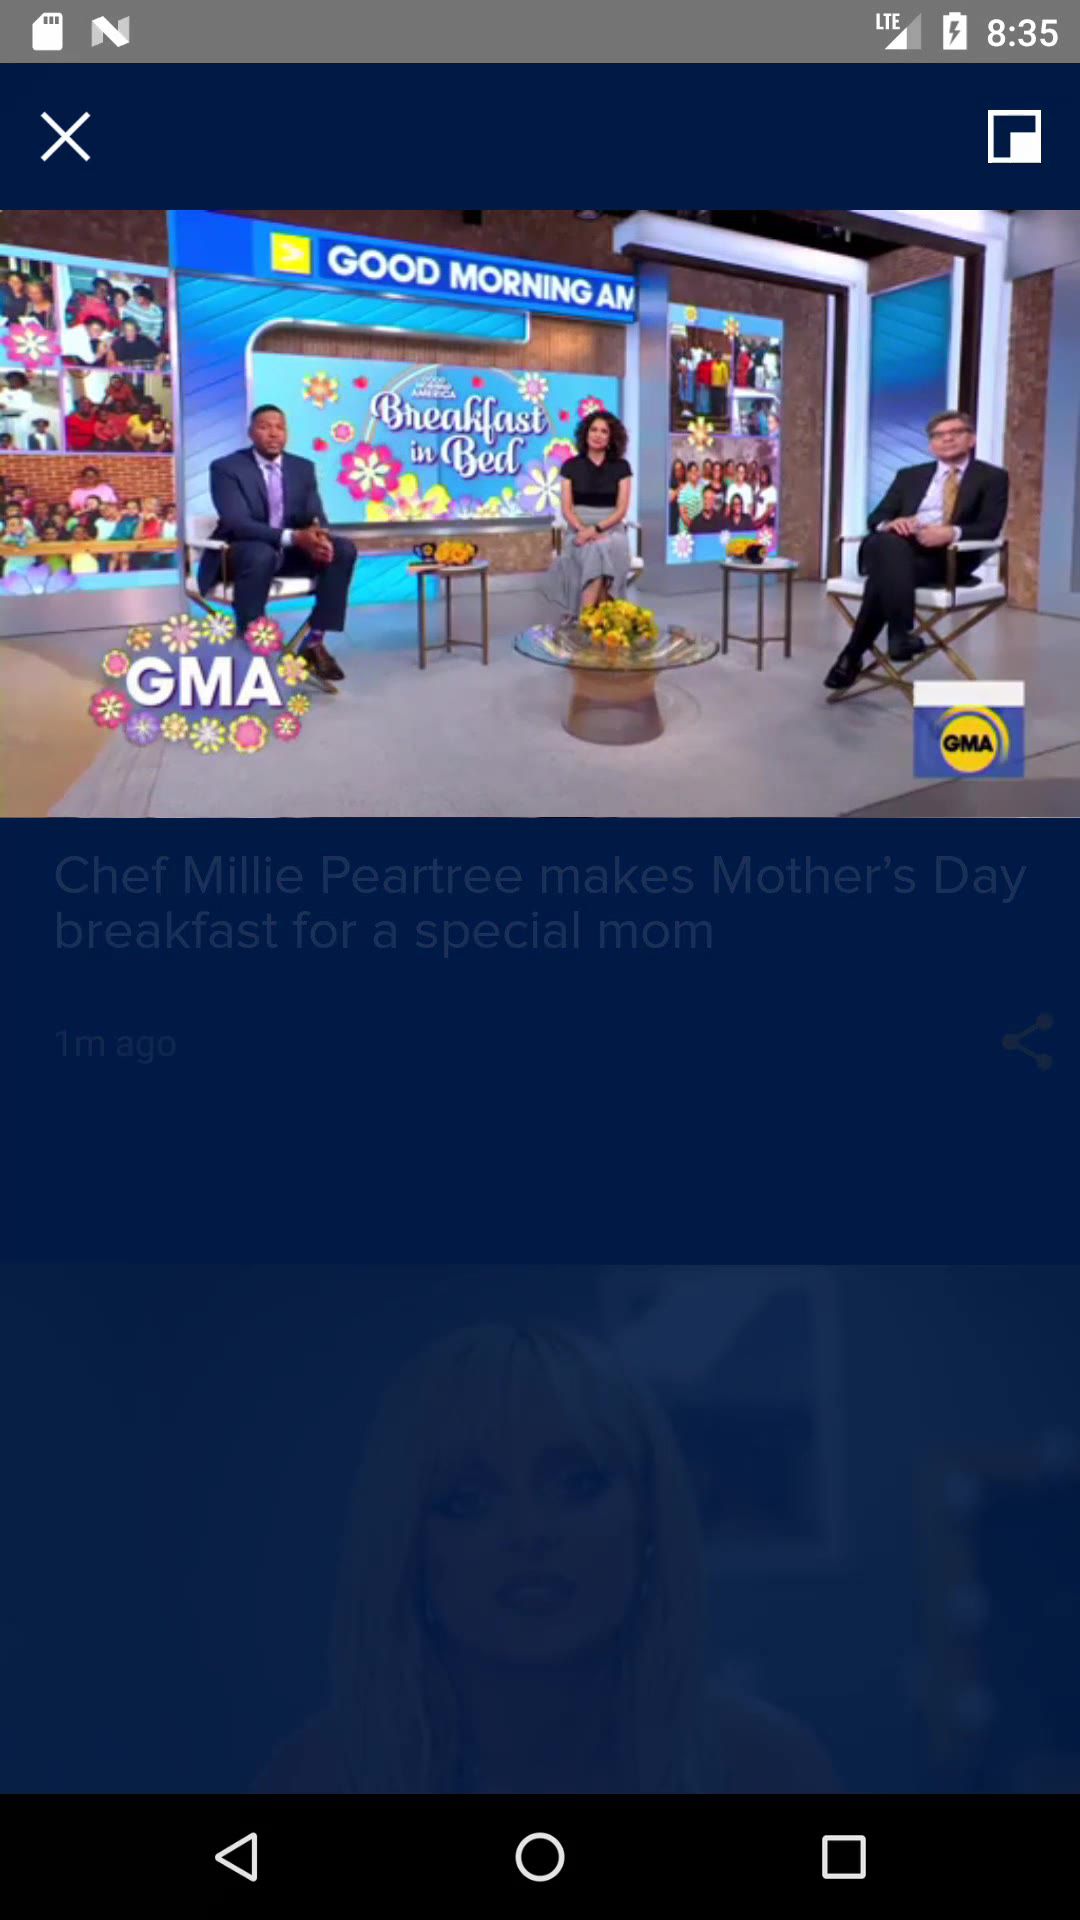 LTE
8:35
GOOD MORNING AM
GOOD
MORNING
AMERICA
Breakfast
in Bed
GMA
GMA
Chef Millie Peartree makes Mother’s Day
breakfast for a special mom
1m ago